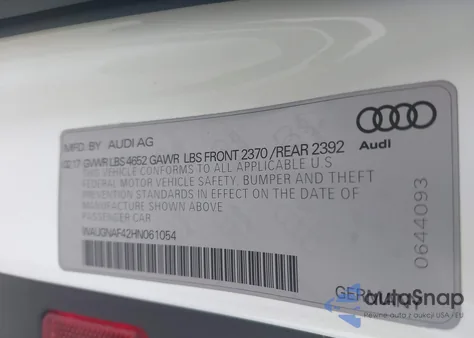 MFD BY AUDI AG
02/17 GVWR LBS 4652 GAWR LBS FRONT 2370 / REAR 2392
THIS VEHICLE CONFORMS TO ALL APPLICABLE U S
FEDERAL MOTOR VEHICLE SAFETY, BUMPER AND THEFT
PREVENTION STANDARDS IN EFFECT ON THE DATE OF
MANUFACTURE SHOWN ABOVE
PASSENGER CAR
WAUGNAF42HN061054
Audi
0644093
autoSnap